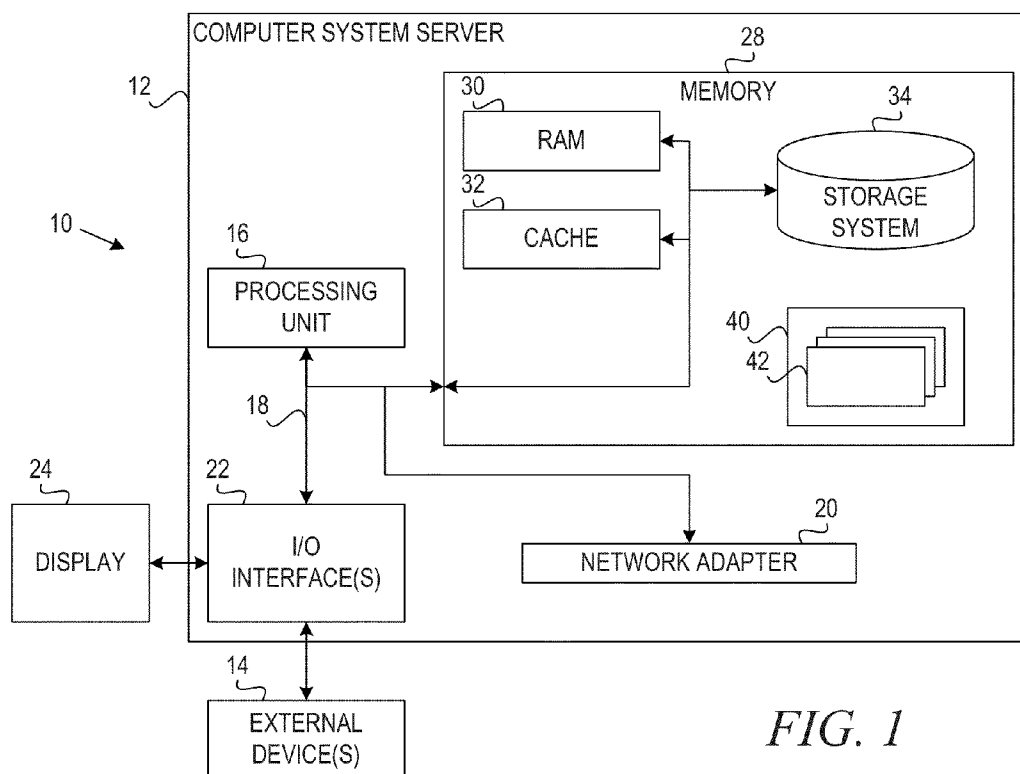 COMPUTER SYSTEM SERVER
12
28
MEMORY
30
RAM
34
STORAGE
SYSTEM
32
CACHE
10
16
PROCESSING
UNIT
40
42
18
24
DISPLAY
22
I/O
INTERFACE(S)
20
NETWORK ADAPTER
14
EXTERNAL
DEVICE(S)
FIG. 1